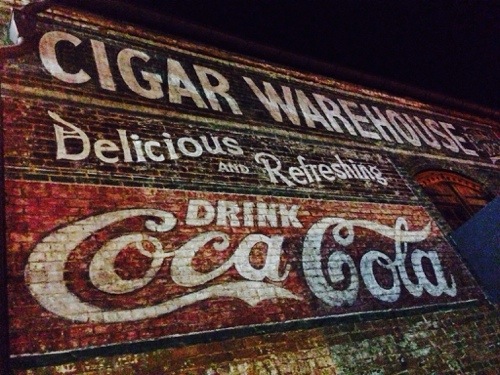 CIGAR WAREHOUSE
Delicious AND Refreshing
DRINK
Coca Cola